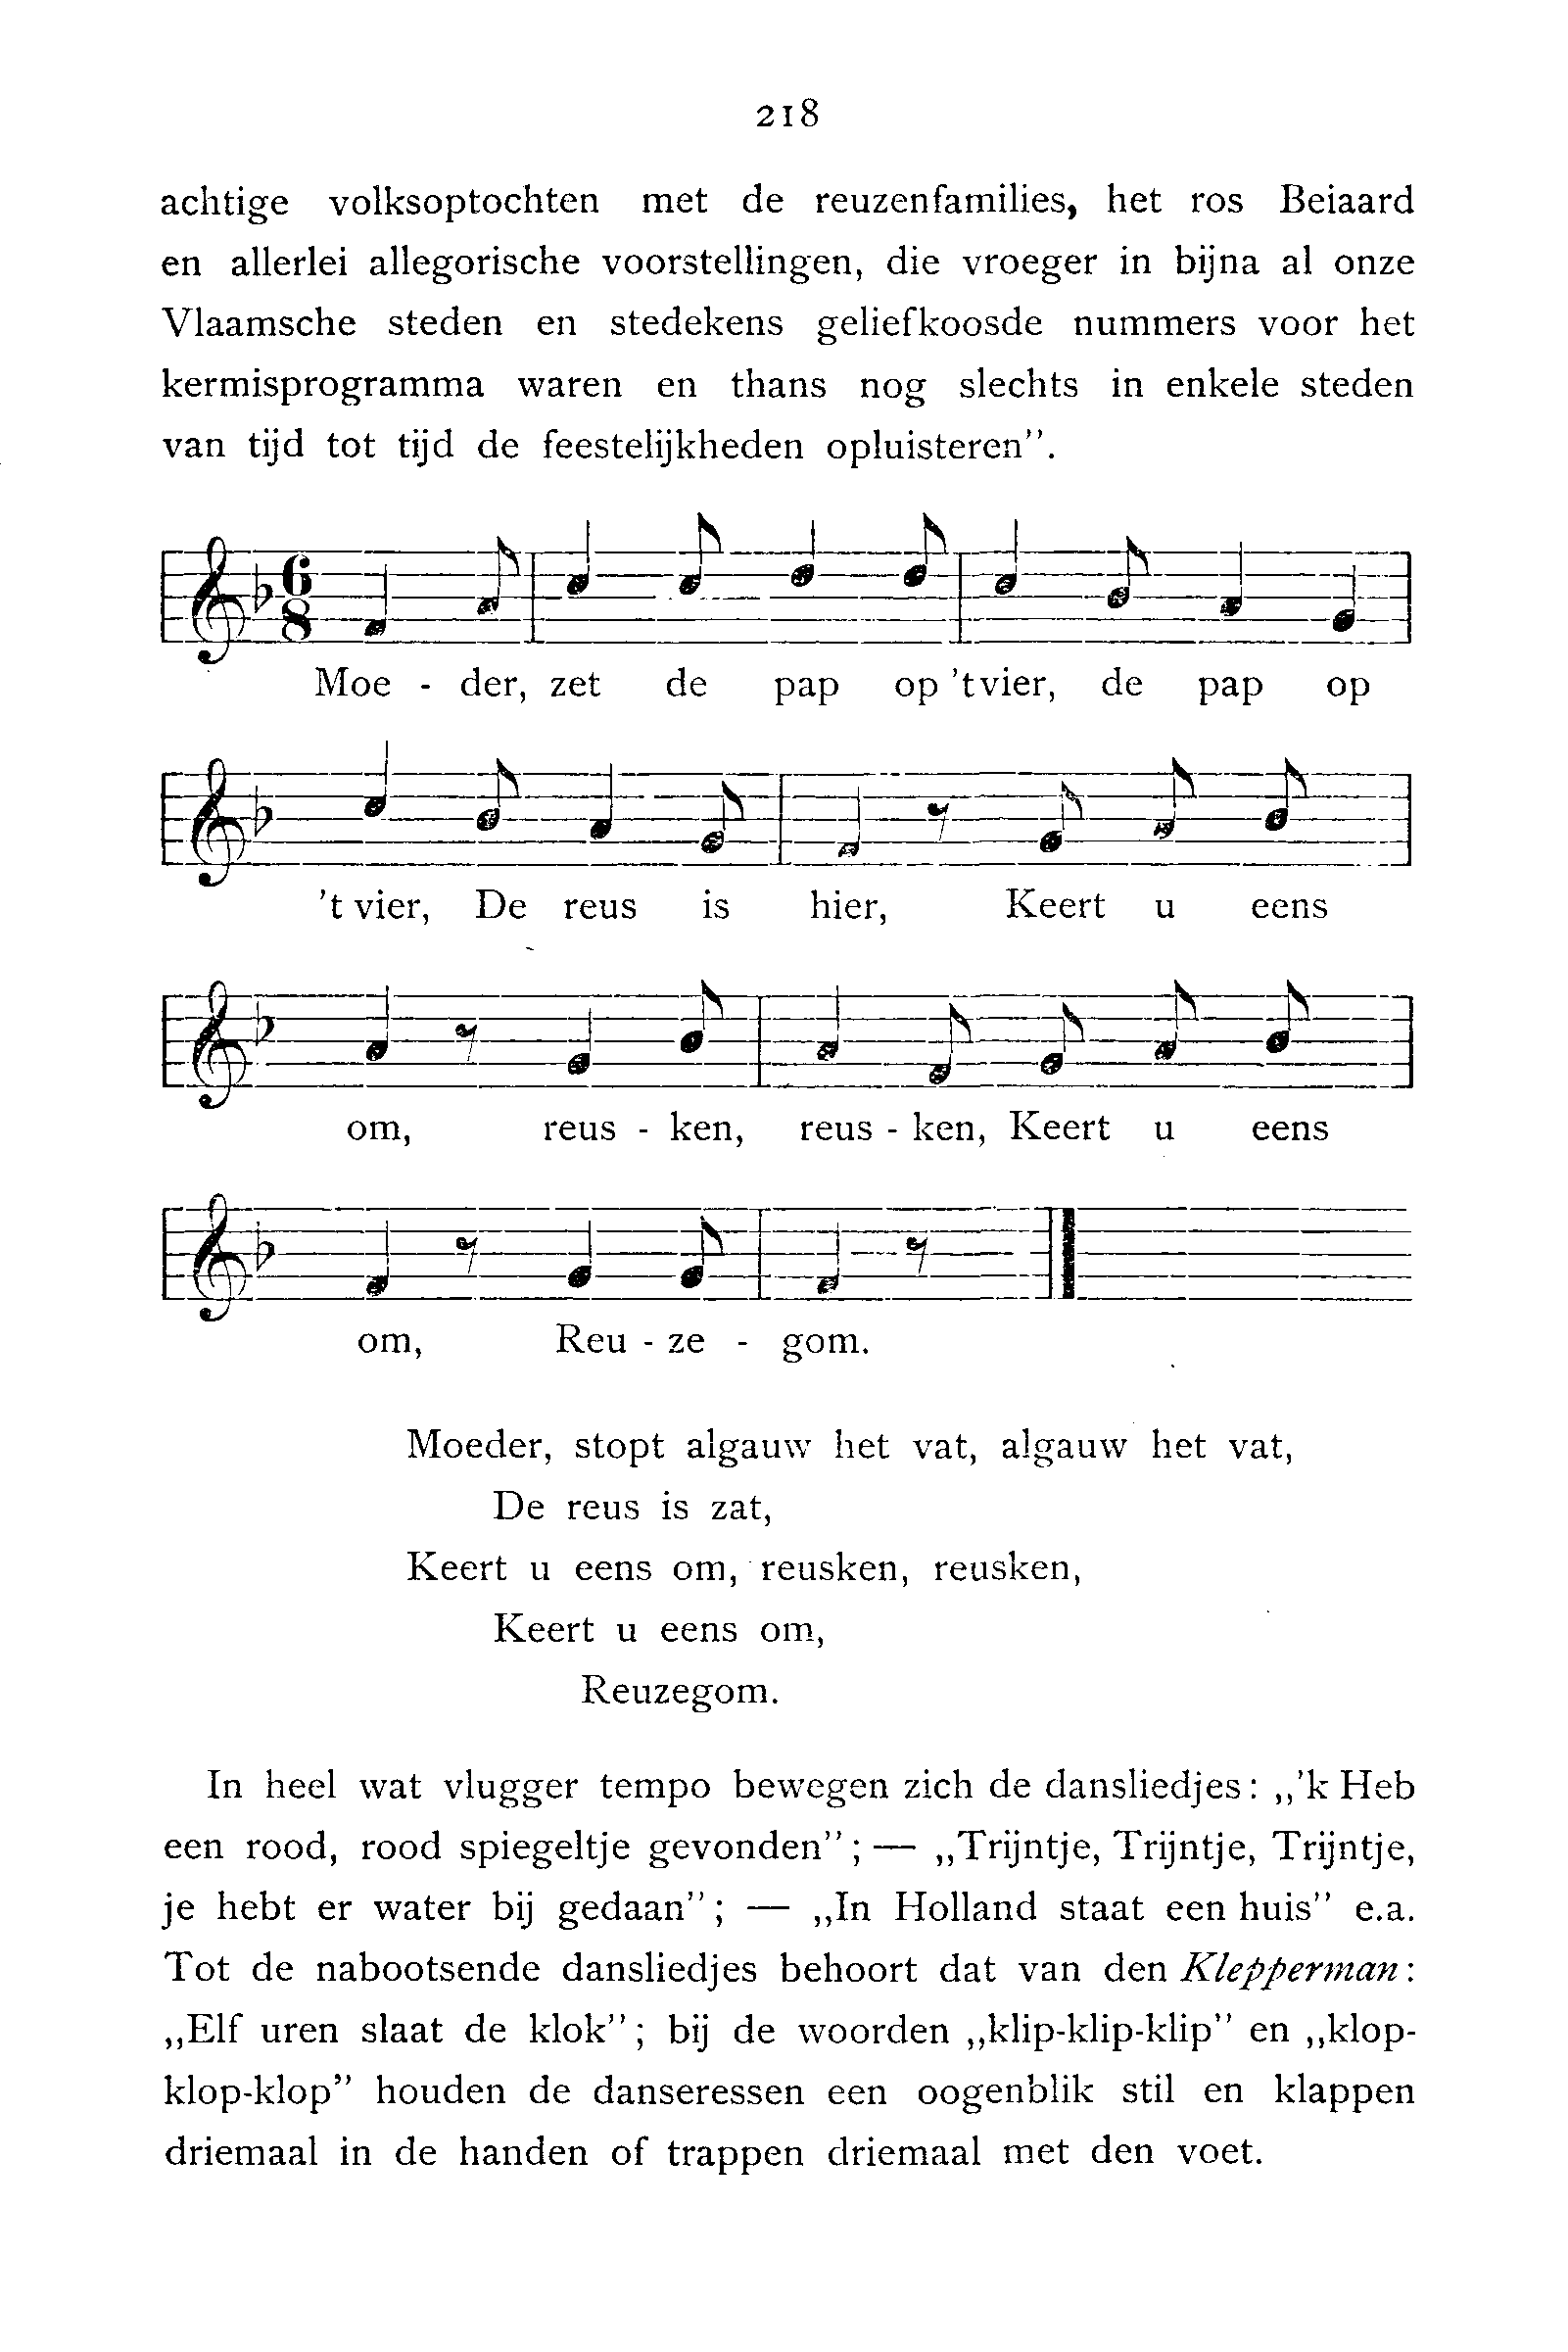 218
achtige volksoptochten met de reuzenfamilies, het ros Beiaard
en allerlei allegorische voorstellingen, die vroeger in bijna al onze
Vlaamsche steden en stedekens geliefkoosde nummers voor het
kermisprogramma waren en thans nog slechts in enkele steden
van tijd tot tijd de feestelijkheden opluisteren”.
6
8
Moe - der, zet de pap op 'tvier, de pap op
't vier, De reus is hier, Keert u eens
om, reus - ken, reus - ken, Keert u eens
om, Reu - ze - gom.
Moeder, stopt algauw het vat, algauw het vat,
De reus is zat,
Keert u eens om, reusken, reusken,
Keert u eens om,
Reuzegom.
In heel wat vlugger tempo bewegen zich de dansliedjes: „'k Heb
een rood, rood spiegeltje gevonden”; — „Trijntje, Trijntje, Trijntje,
je hebt er water bij gedaan”; — „In Holland staat een huis” e.a.
Tot de nabootsende dansliedjes behoort dat van den Klepperman:
„Elf uren slaat de klok”; bij de woorden „klip-klip-klip” en „klop-
klop-klop” houden de danseressen een oogenblik stil en klappen
driemaal in de handen of trappen driemaal met den voet.